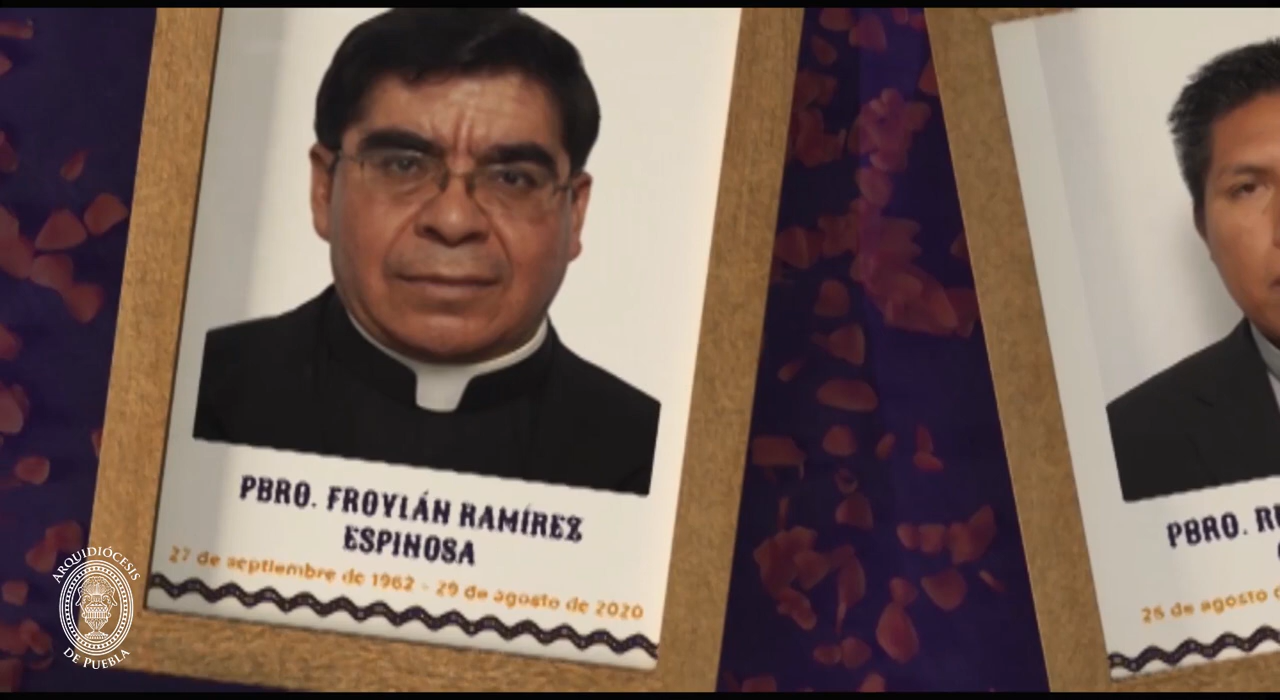 PBRO. FROYLÁN RAMÍREZ
ESPINOSA
27 de septiembre de 1962 - 29 de agosto de 2020
PBRO.
de agosto
ARQUIDIÓCESIS
DE PUEBLA